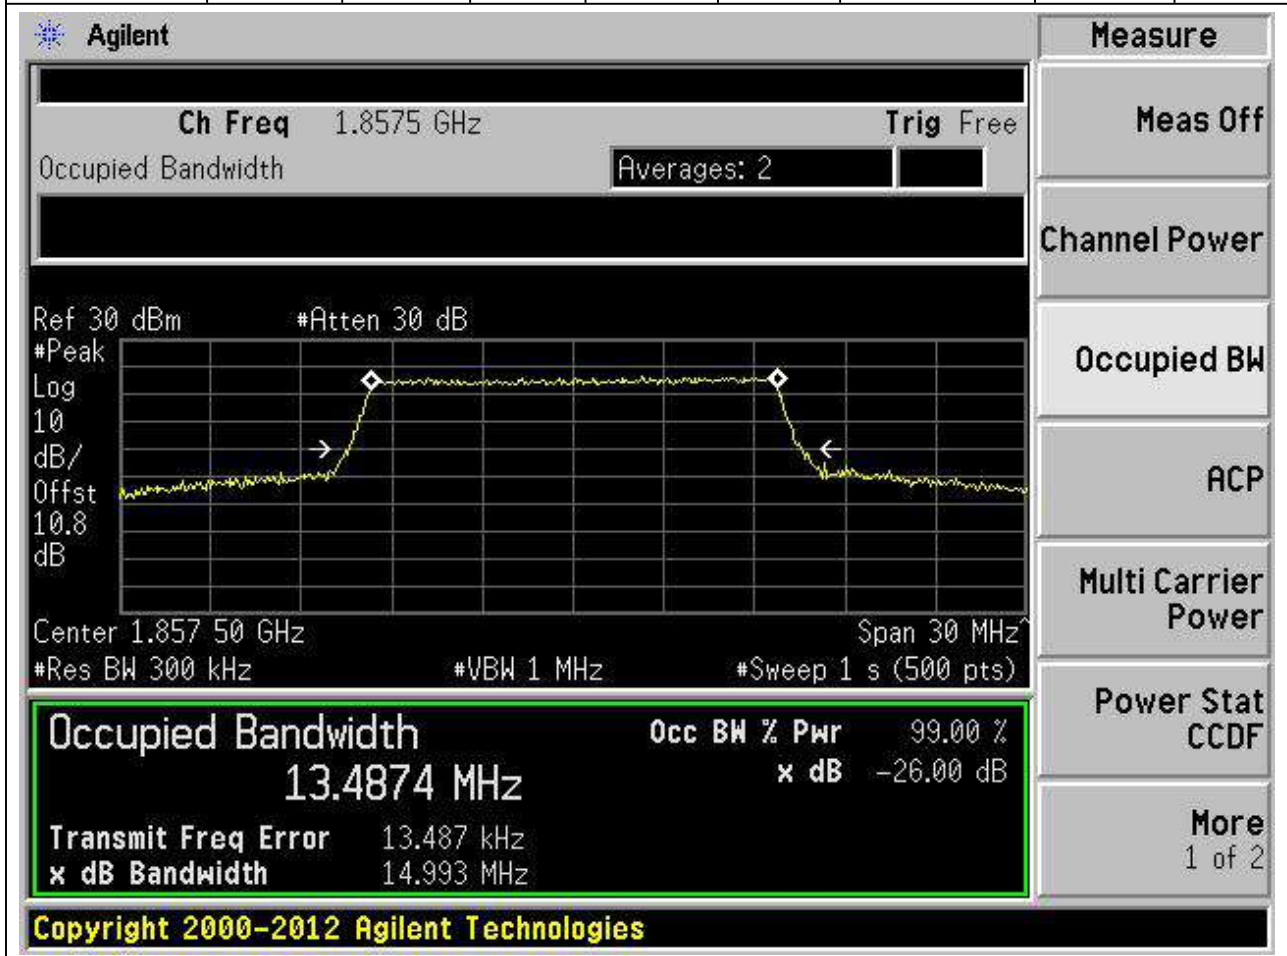 Agilent
Measure
Ch Freq 1.8575 GHz Trig Free
Occupied Bandwidth Averages: 2
Ref 30 dBm #Atten 30 dB
#Peak
Log
10
dB/
Offst
10.8
dB
Center 1.857 50 GHz Span 30 MHz^
#Res BW 300 kHz #VBW 1 MHz #Sweep 1 s (500 pts)
Occupied Bandwidth
13.4874 MHz
Occ BW % Pwr 99.00 %
x dB -26.00 dB
Transmit Freq Error 13.487 kHz
x dB Bandwidth 14.993 MHz
Meas Off
Channel Power
Occupied BW
ACP
Multi Carrier
Power
Power Stat
CCDF
More
1 of 2
Copyright 2000-2012 Agilent Technologies